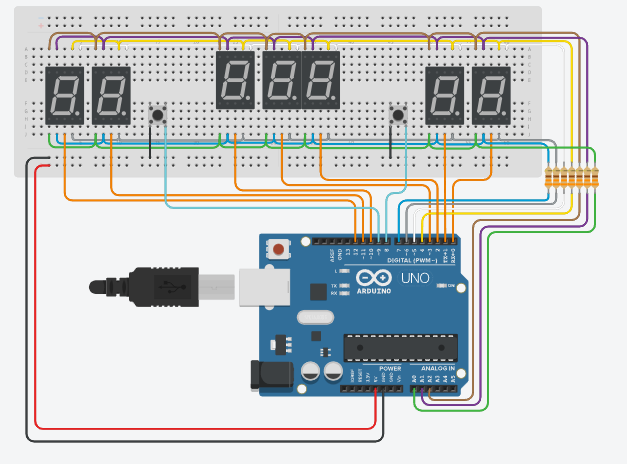 AREF
GND
13
12
~11
~10
~9
8
7
~6
~5
4
~3
2
TX→1
RX←0
DIGITAL (PWM~)
L
TX
RX
UNO
ON
ARDUINO
POWER
ANALOG IN
IOREF
RESET
3.3V
5V
GND
GND
Vin
A0
A1
A2
A3
A4
A5